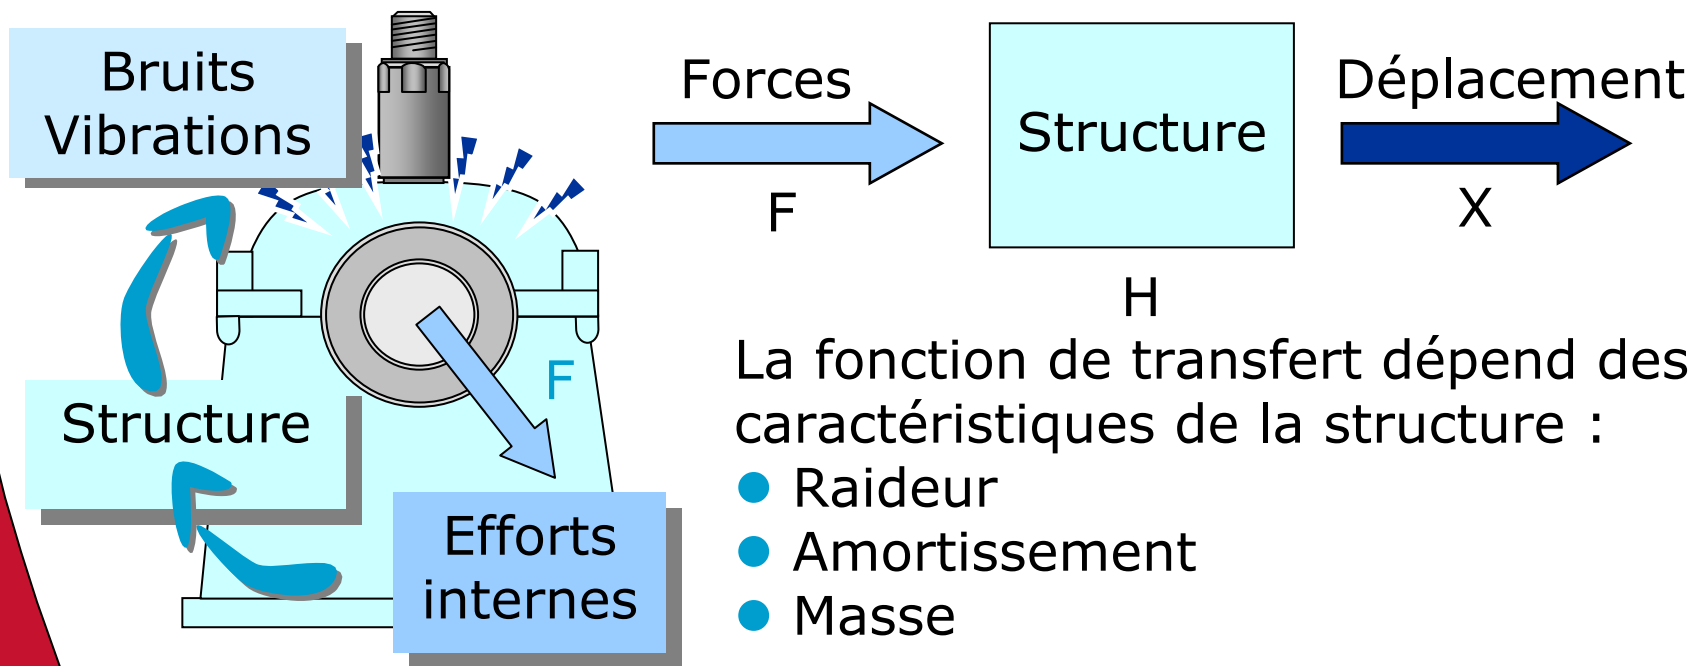 Bruits
Vibrations
Structure
Efforts
internes
F
Forces
F
Structure
H
Déplacement
X
La fonction de transfert dépend des
caractéristiques de la structure :
Raideur
Amortissement
Masse